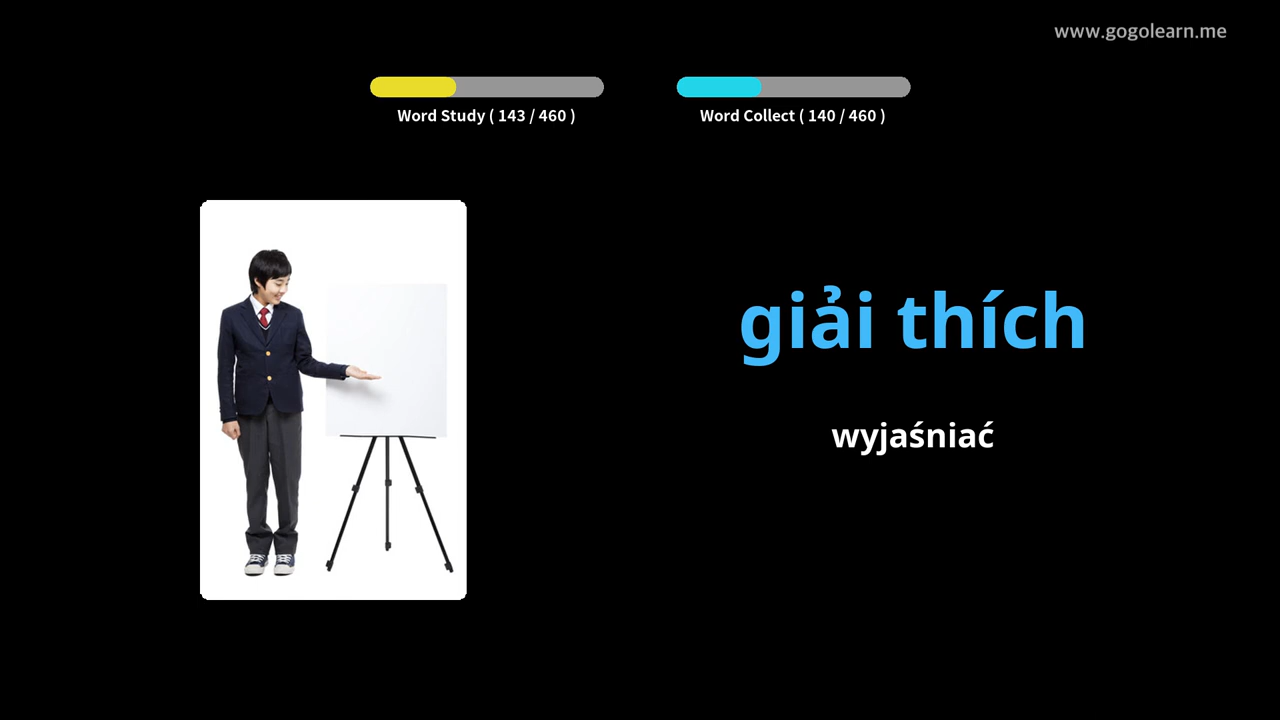 www.gogolearn.me
Word Study ( 143 / 460 )
Word Collect ( 140 / 460 )
giải thích
wyjaśniać